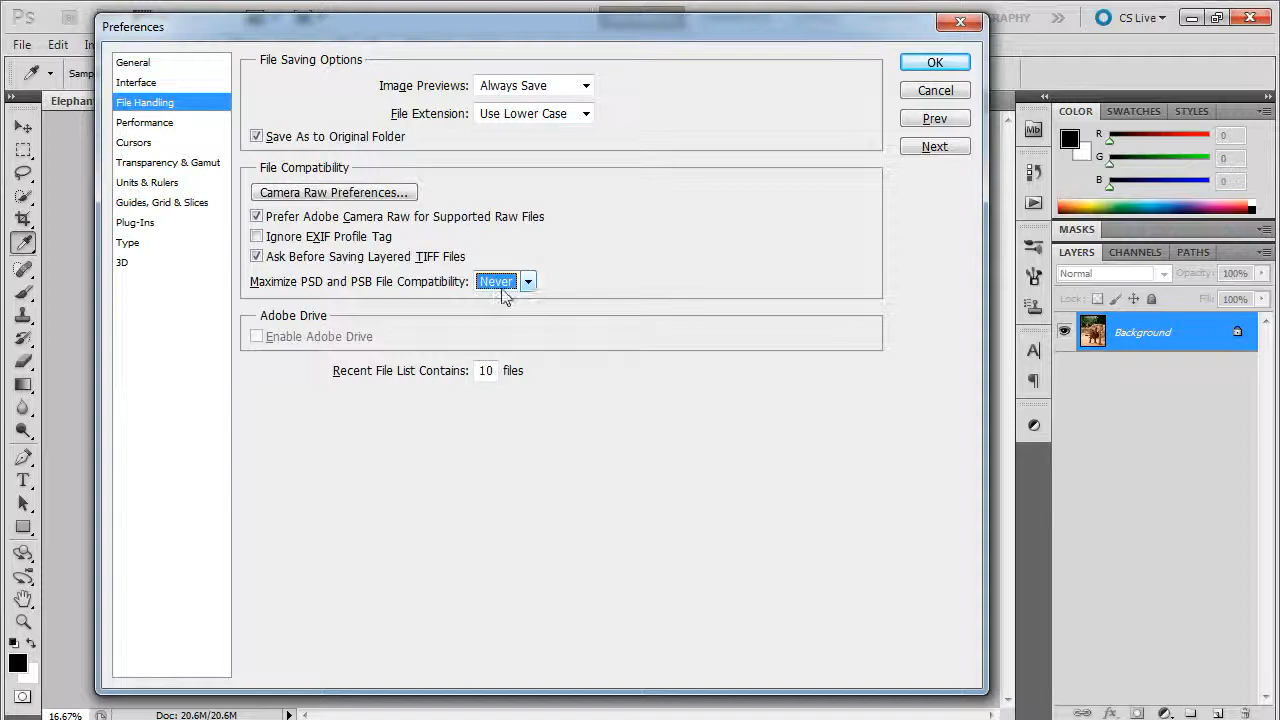 Ps
GRAPHY
CS Live
Preferences
File Edit
Elephan
General
Interface
File Handling
Performance
Cursors
Transparency & Gamut
Units & Rulers
Guides, Grid & Slices
Plug-Ins
Type
3D
File Saving Options
Image Previews: Always Save
File Extension: Use Lower Case
Save As to Original Folder
File Compatibility
Camera Raw Preferences...
Prefer Adobe Camera Raw for Supported Raw Files
Ignore EXIF Profile Tag
Ask Before Saving Layered TIFF Files
Maximize PSD and PSB File Compatibility: Never
Adobe Drive
Enable Adobe Drive
Recent File List Contains: 10 files
OK
Cancel
Prev
Next
Mb
COLOR SWATCHES STYLES
R 0
G 0
B 0
MASKS
LAYERS CHANNELS PATHS
Normal Opacity: 100%
Lock: Fill: 100%
Background
16.67% Doc: 20.6M/20.6M